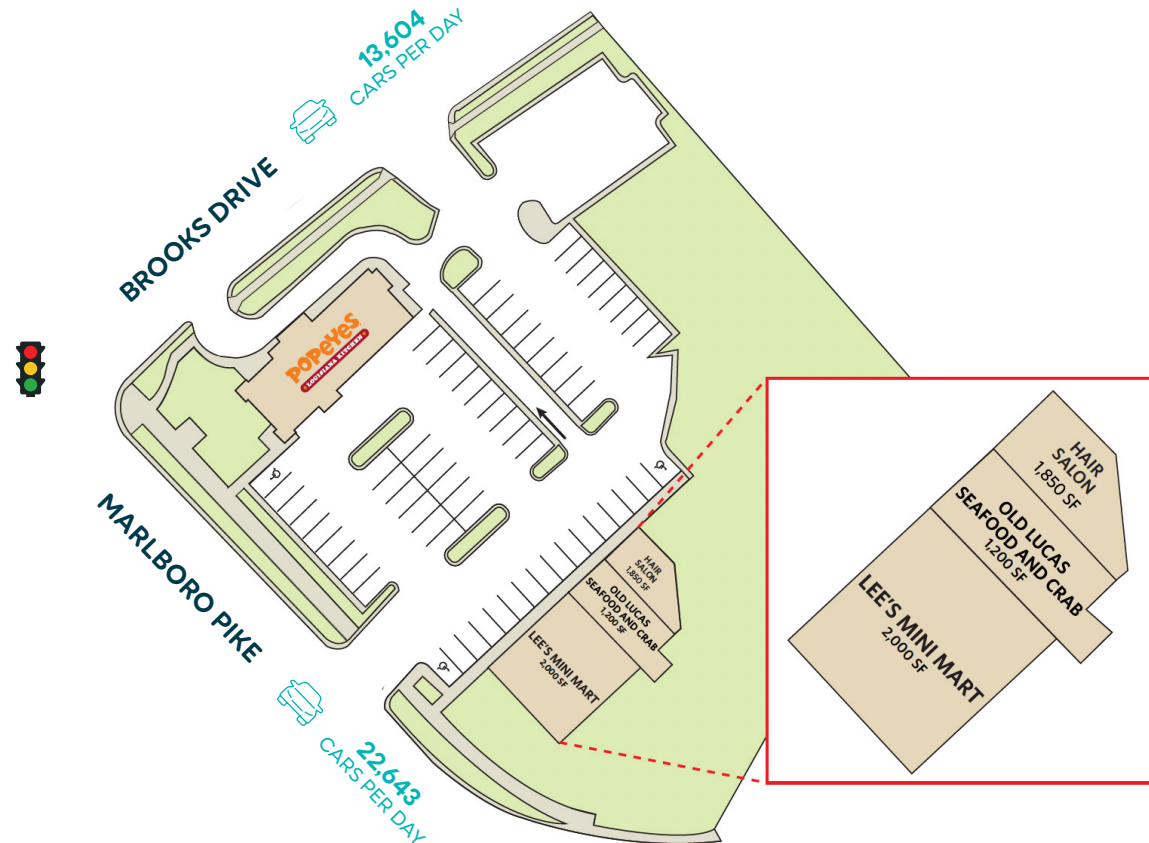 13,604
CARS PER DAY
BROOKS DRIVE
POPEYES
LOUISIANA KITCHEN
MARLBORO PIKE
22,643
CARS PER DAY
HAIR
SALON
1,850 SF
OLD LUCAS
SEAFOOD AND CRAB
1,200 SF
LEE'S MINI MART
2,000 SF
HAIR
SALON
1,850 SF
OLD LUCAS
SEAFOOD AND CRAB
1,200 SF
LEE'S MINI MART
2,000 SF